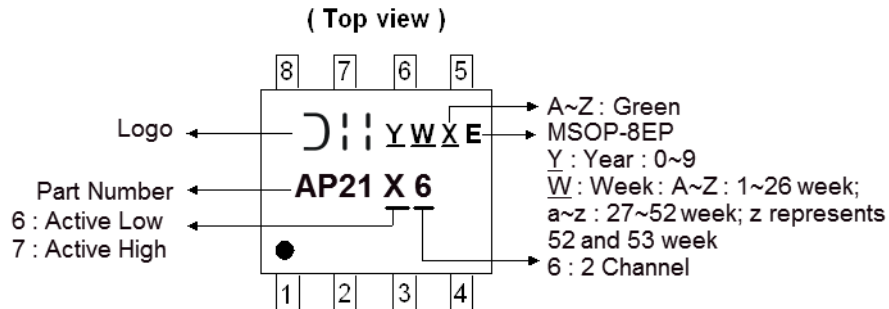 ( Top view )
8 7 6 5
Logo
Y W X E
A~Z : Green
MSOP-8EP
Y : Year : 0~9
W : Week : A~Z : 1~26 week;
a~z : 27~52 week; z represents
52 and 53 week
Part Number
AP21 X 6
6 : Active Low
7 : Active High
6 : 2 Channel
1 2 3 4